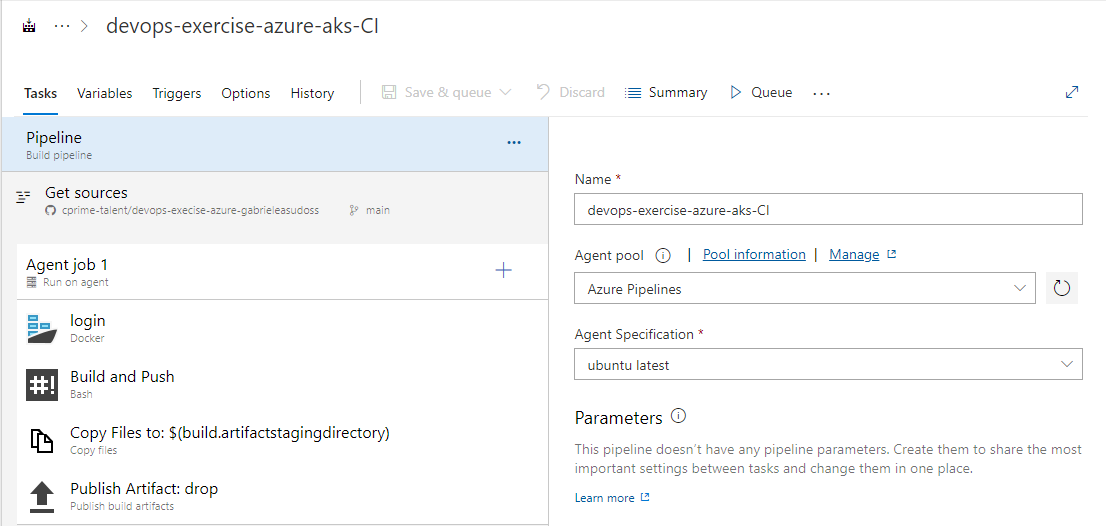 ··· > devops-exercise-azure-aks-CI
Tasks Variables Triggers Options History Save & queue Discard Summary Queue ···
Pipeline ···
Build pipeline
Get sources
cprime-talent/devops-execise-azure-gabrieleasudoss main
Agent job 1 +
Run on agent
login
Docker
#! Build and Push
Bash
Copy Files to: $(build.artifactstagingdirectory)
Copy files
Publish Artifact: drop
Publish build artifacts
Name *
devops-exercise-azure-aks-CI
Agent pool i | Pool information | Manage
Azure Pipelines
Agent Specification *
ubuntu latest
Parameters i
This pipeline doesn't have any pipeline parameters. Create them to share the most
important settings between tasks and change them in one place.
Learn more